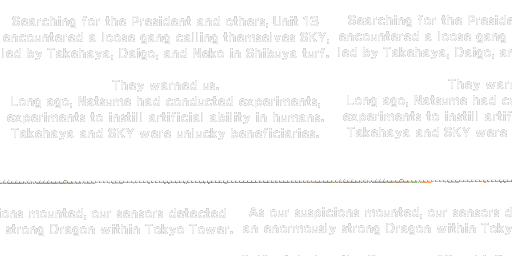 Searching for the President and others, Unit 13
encountered a loose gang calling themselves SKY,
led by Takehaya, Daigo, and Neko in Shibuya turf.
They warned us.
Long ago, Natsume had conducted experiments,
experiments to instill artificial ability in humans.
Takehaya and SKY were unlucky beneficiaries.
Searching for the Preside
encountered a loose gang
led by Takehaya, Daigo, an
They warn
Long ago, Natsume had c
experiments to instill artif
Takehaya and SKY were
ions mounted, our sensors detected
strong Dragon within Tokyo Tower.
As our suspicions mounted, our sensors d
an enormously strong Dragon within Toky